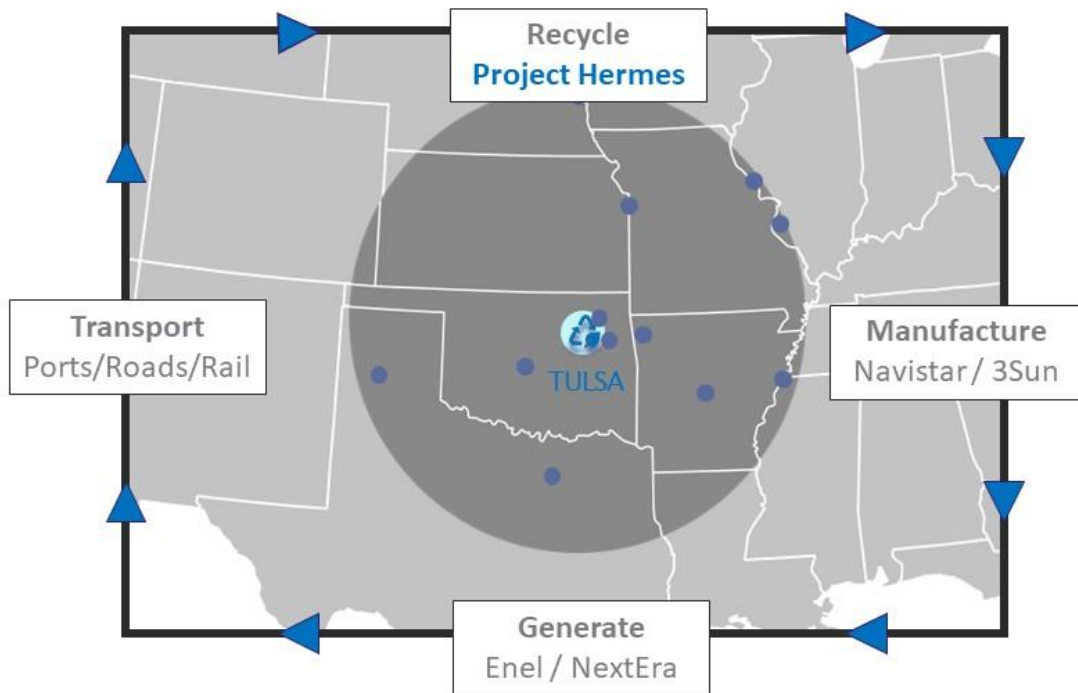 Recycle
Project Hermes
Transport
Ports/Roads/Rail
TULSA
Manufacture
Navistar / 3Sun
Generate
Enel / NextEra